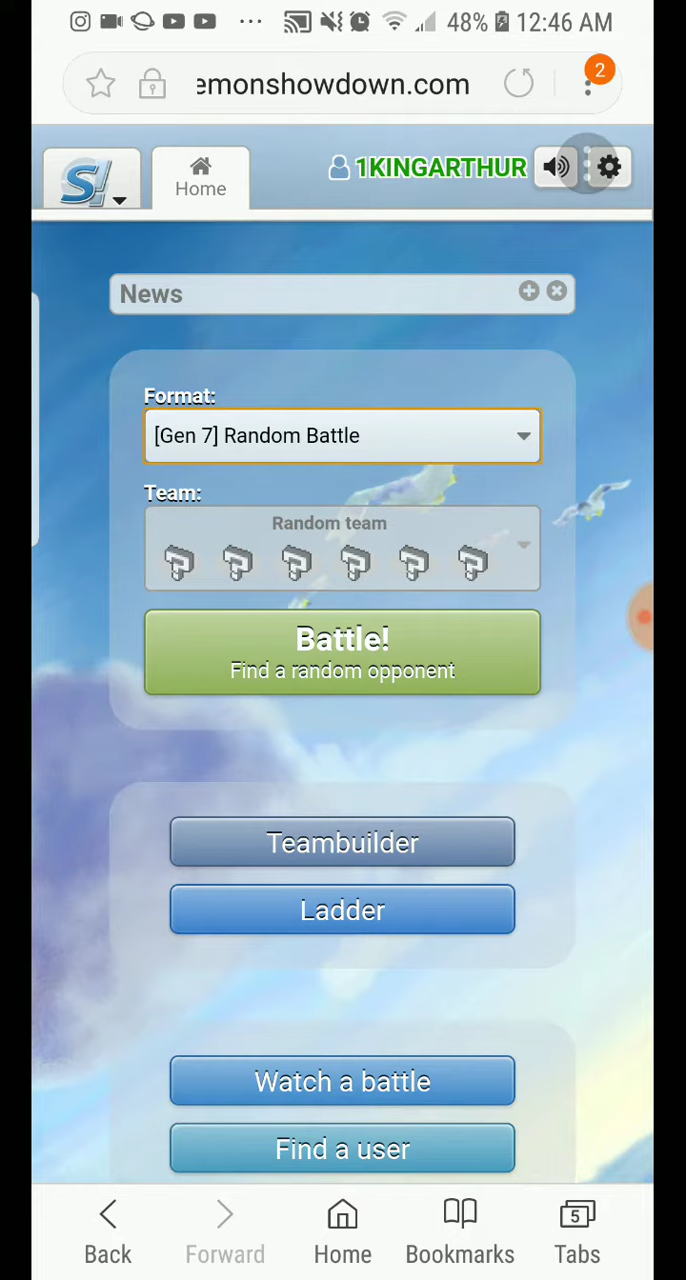 48% 12:46 AM
emonshowdown.com
2
S!
Home
1KINGARTHUR
News
Format:
[Gen 7] Random Battle
Team:
Random team
? ? ? ? ? ?
Battle!
Find a random opponent
Teambuilder
Ladder
Watch a battle
Find a user
5
Back Forward Home Bookmarks Tabs